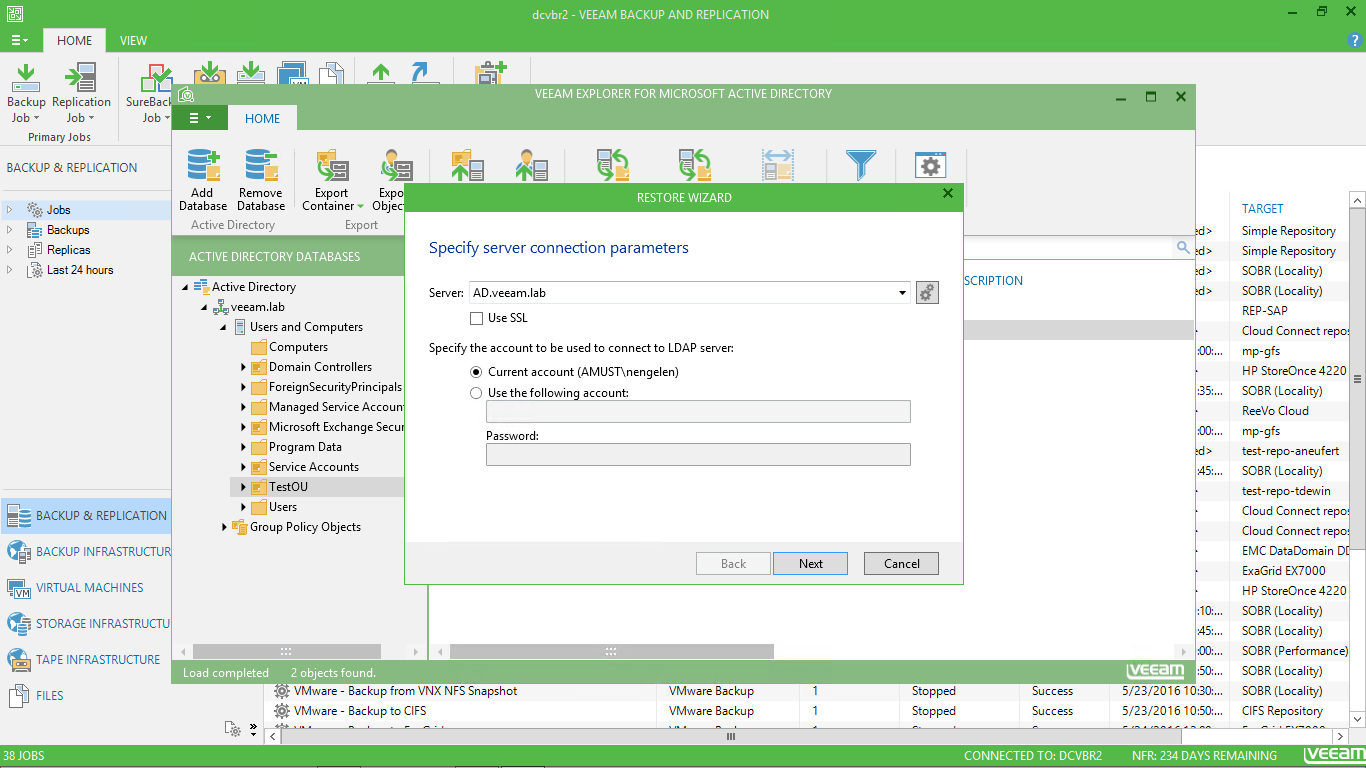 dcvbr2 - VEEAM BACKUP AND REPLICATION
HOME VIEW
Backup Job
Replication Job
SureBack Job
Primary Jobs
BACKUP & REPLICATION
Jobs
Backups
Replicas
Last 24 hours
BACKUP & REPLICATION
BACKUP INFRASTRUCTUR
VIRTUAL MACHINES
STORAGE INFRASTRUCTU
TAPE INFRASTRUCTURE
FILES
VEEAM EXPLORER FOR MICROSOFT ACTIVE DIRECTORY
HOME
Add Database
Remove Database
Export Container
Expo Object
Active Directory
Export
ACTIVE DIRECTORY DATABASES
Active Directory
veeam.lab
Users and Computers
Computers
Domain Controllers
ForeignSecurityPrincipals
Managed Service Accoun
Microsoft Exchange Secur
Program Data
Service Accounts
TestOU
Users
Group Policy Objects
RESTORE WIZARD
Specify server connection parameters
Server: AD.veeam.lab
Use SSL
Specify the account to be used to connect to LDAP server:
Current account (AMUST\nengelen)
Use the following account:
Password:
Back Next Cancel
SCRIPTION
Load completed 2 objects found.
veeam
TARGET
ed> Simple Repository
ed> Simple Repository
ed> SOBR (Locality)
ed> SOBR (Locality)
REP-SAP
Cloud Connect repos
:00:... mp-gfs
HP StoreOnce 4220
:35:... SOBR (Locality)
ReeVo Cloud
:00:... mp-gfs
ed> test-repo-aneufert
:45:... SOBR (Locality)
test-repo-tdewin
Cloud Connect repos
Cloud Connect repos
EMC DataDomain DD
ExaGrid EX7000
HP StoreOnce 4220
:10:... SOBR (Locality)
:45:... SOBR (Locality)
:00:... SOBR (Performance)
:50:... SOBR (Locality)
VMware - Backup from VNX NFS Snapshot VMware Backup 1 Stopped Success 5/23/2016 10:30:... SOBR (Locality)
VMware - Backup to CIFS VMware Backup 1 Stopped Success 5/23/2016 10:50:... CIFS Repository
38 JOBS CONNECTED TO: DCVBR2 NFR: 234 DAYS REMAINING veeam